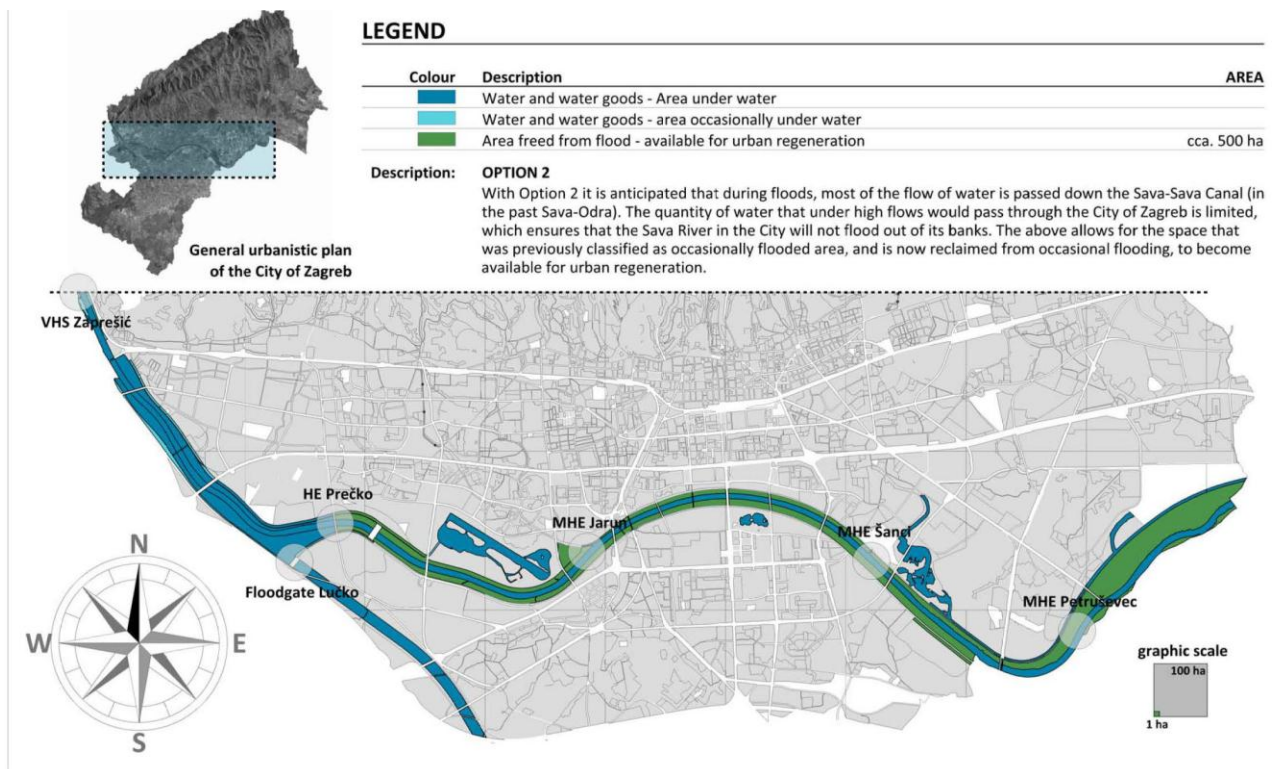 LEGEND
Colour Description AREA
Water and water goods - Area under water
Water and water goods - area occasionally under water
Area freed from flood - available for urban regeneration cca. 500 ha
Description: OPTION 2
With Option 2 it is anticipated that during floods, most of the flow of water is passed down the Sava-Sava Canal (in
the past Sava-Odra). The quantity of water that under high flows would pass through the City of Zagreb is limited,
which ensures that the Sava River in the City will not flood out of its banks. The above allows for the space that
was previously classified as occasionally flooded area, and is now reclaimed from occasional flooding, to become
available for urban regeneration.
General urbanistic plan
of the City of Zagreb
VHS Zaprešić
HE Prečko
MHE Jarun
MHE Šanci
Floodgate Lučko
MHE Petruševec
N
W
E
S
graphic scale
100 ha
1 ha